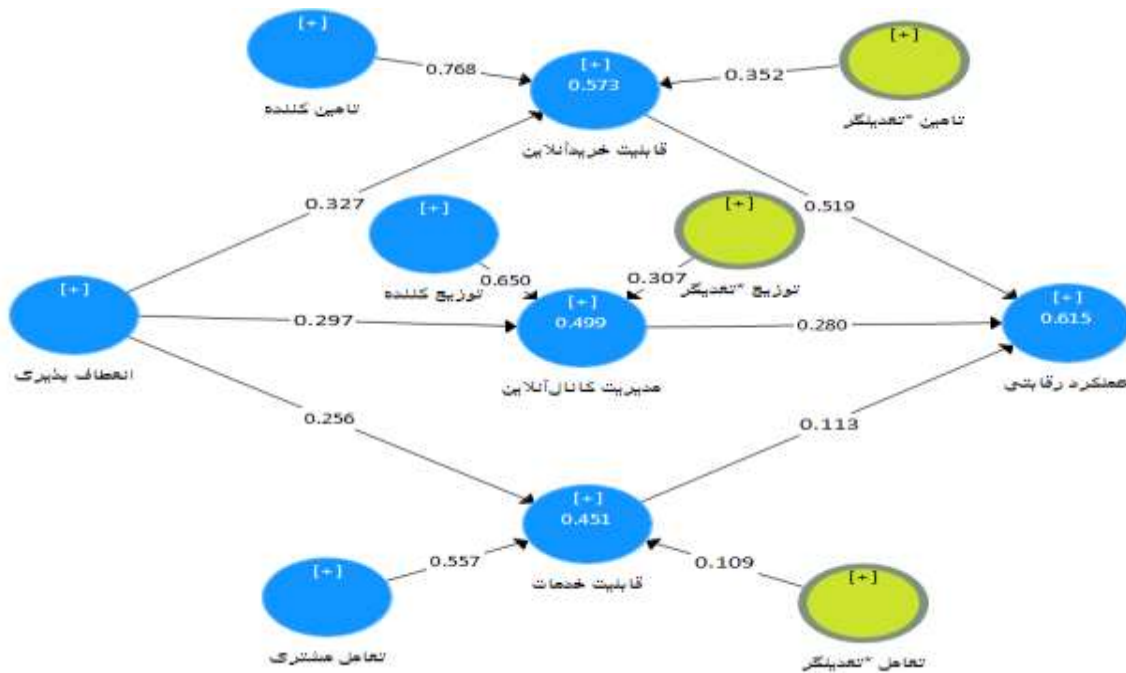 [+]
[+]
0.573
[+]
0.768
0.352
تامین کننده
قابلیت خریدآنلاین
تامین *تعدیلگر
0.327
[+]
[+]
0.519
0.650
0.307
توزیع کننده
توزیع *تعدیگر
[+]
0.297
[+]
0.499
0.280
[+]
0.615
انعطاف پذیری
مدیریت کانال‌آنلاین
عملکرد رقابتی
0.256
0.113
[+]
0.451
[+]
0.557
0.109
[+]
قابلیت خدمات
تعامل مشتری
تعامل *تعدیلگر